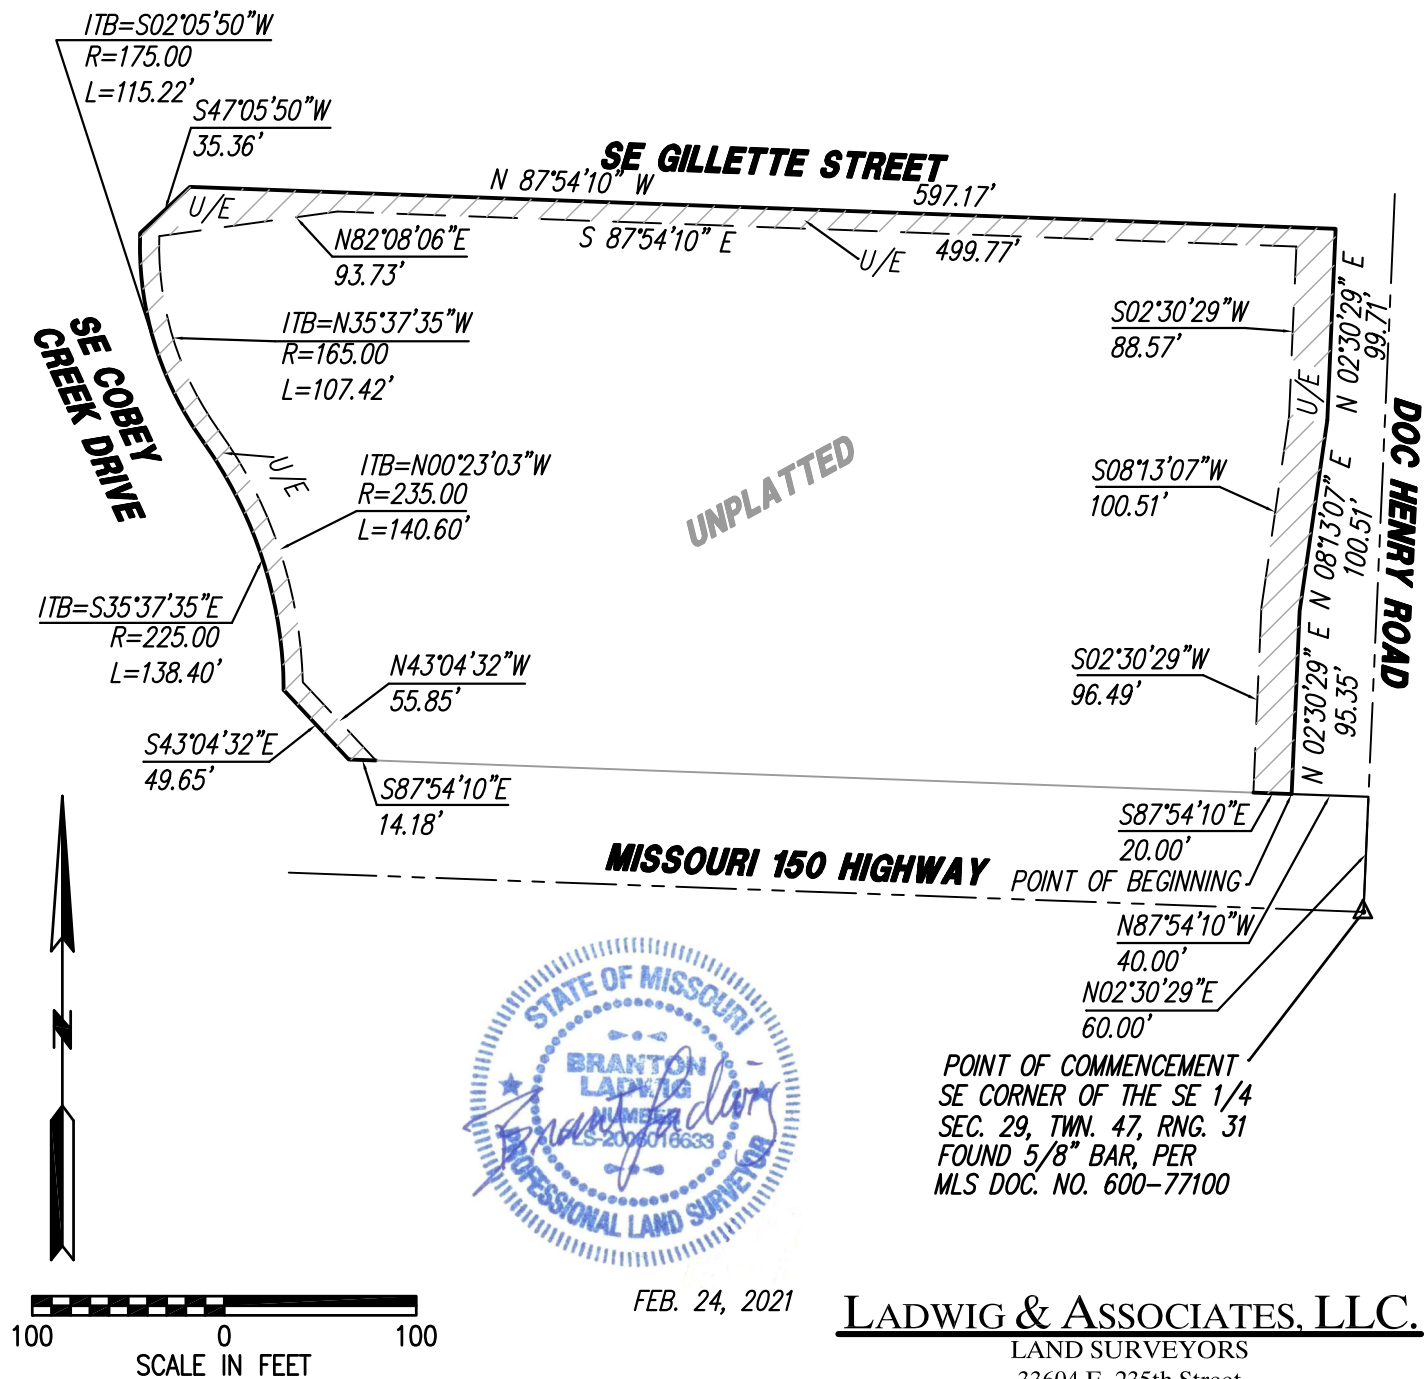 ITB=S02°05'50"W
R=175.00
L=115.22'
S47°05'50"W
35.36'
SE GILLETTE STREET
N 87°54'10" W
597.17'
U/E
N82°08'06"E
93.73'
S 87°54'10" E
U/E
499.77'
ITB=N35°37'35"W
R=165.00
L=107.42'
S02°30'29"W
88.57'
N 02°30'29" E
99.71'
SE COBEY
CREEK DRIVE
U/E
U/E
ITB=N00°23'03"W
R=235.00
L=140.60'
UNPLATTED
S08°13'07"W
100.51'
N 08°13'07" E
100.51'
DOC HENRY ROAD
ITB=S35°37'35"E
R=225.00
L=138.40'
N43°04'32"W
55.85'
S02°30'29"W
96.49'
N 02°30'29" E
95.35'
S43°04'32"E
49.65'
S87°54'10"E
14.18'
S87°54'10"E
20.00'
MISSOURI 150 HIGHWAY
POINT OF BEGINNING
N87°54'10"W
40.00'
N02°30'29"E
60.00'
POINT OF COMMENCEMENT
SE CORNER OF THE SE 1/4
SEC. 29, TWN. 47, RNG. 31
FOUND 5/8" BAR, PER
MLS DOC. NO. 600-77100
N
STATE OF MISSOURI
BRANTON
LADWIG
NUMBER
LS-2006016633
PROFESSIONAL LAND SURVEYOR
FEB. 24, 2021
100 0 100
SCALE IN FEET
LADWIG & ASSOCIATES, LLC.
LAND SURVEYORS
33604 E. 235th Street